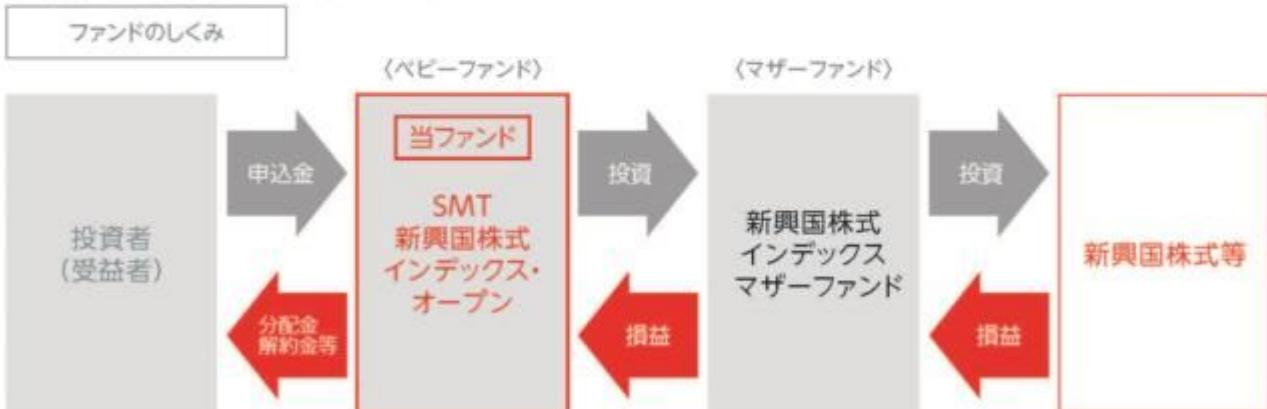 ファンドのしくみ
〈ベビーファンド〉
〈マザーファンド〉
投資者
(受益者)
申込金
分配金
解約金等
当ファンド
SMT
新興国株式
インデックス・
オープン
投資
損益
新興国株式
インデックス
マザーファンド
投資
損益
新興国株式等